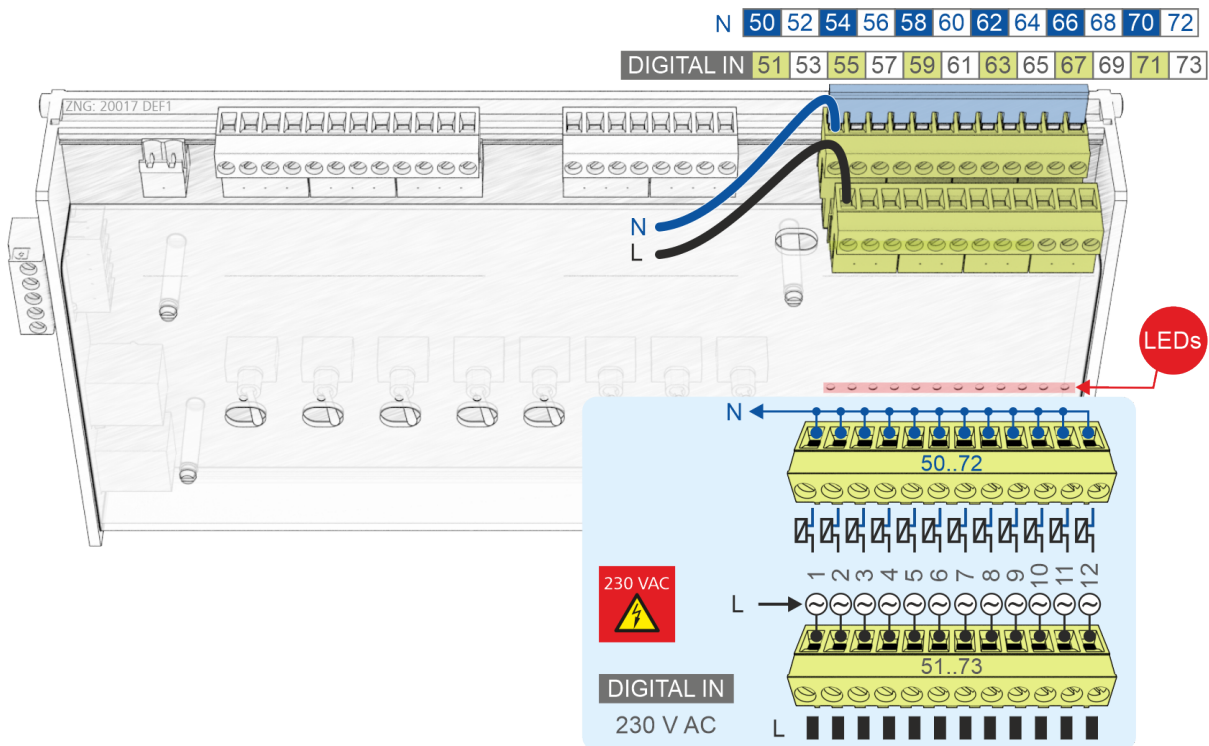 N 50 52 54 56 58 60 62 64 66 68 70 72
DIGITAL IN 51 53 55 57 59 61 63 65 67 69 71 73
ZNG: 20017 DEF1
N
L
LEDs
N
50..72
230 VAC
1 2 3 4 5 6 7 8 9 10 11 12
L
51..73
DIGITAL IN
230 V AC
L